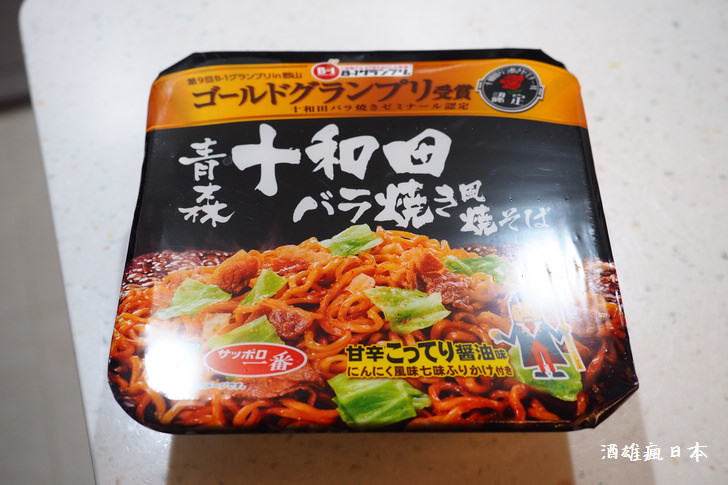 第9回B-1グランプリin郡山
B-1グランプリ
ゴールドグランプリ受賞
十和田バラ焼きゼミナール認定
認定
青森
十和田
バラ焼き風
焼そば
サッポロ
一番
甘辛こってり醤油味
にんにく風味七味ふりかけ付き
酒雄瘋日本